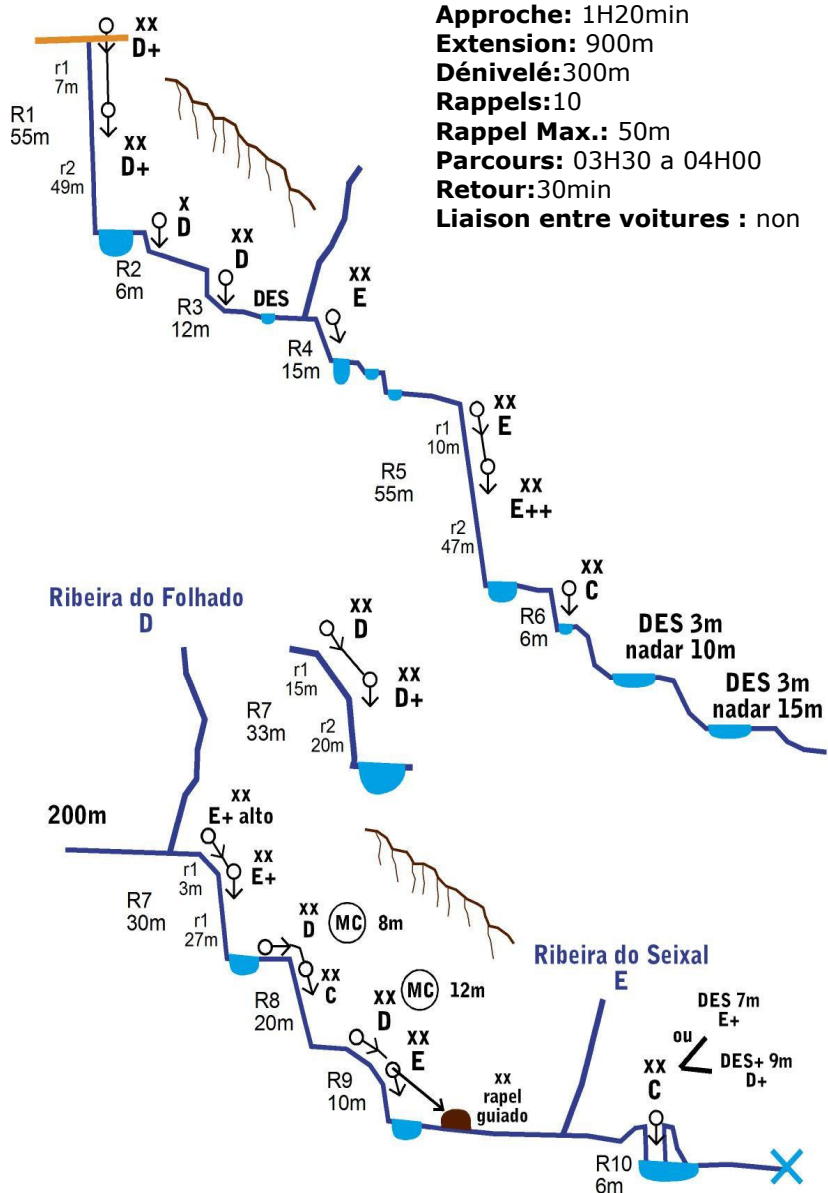 Approche: 1H20min
Extension: 900m
Dénivelé:300m
Rappels:10
Rappel Max.: 50m
Parcours: 03H30 a 04H00
Retour:30min
Liaison entre voitures : non
xx
D+
r1
7m
R1
55m
xx
D+
r2
49m
x
D
R2
6m
xx
D
R3
12m
DES
xx
E
R4
15m
xx
E
r1
10m
R5
55m
xx
E++
r2
47m
xx
C
R6
6m
DES 3m
nadar 10m
DES 3m
nadar 15m
Ribeira do Folhado
D
xx
D
r1
15m
R7
33m
xx
D+
r2
20m
200m
xx
E+ alto
xx
E+
r1
3m
R7
30m
r1
27m
xx
D
MC
8m
xx
C
R8
20m
MC
12m
xx
D
xx
E
R9
10m
xx
rapel
guiado
Ribeira do Seixal
E
DES 7m
E+
ou
DES+ 9m
D+
xx
C
R10
6m